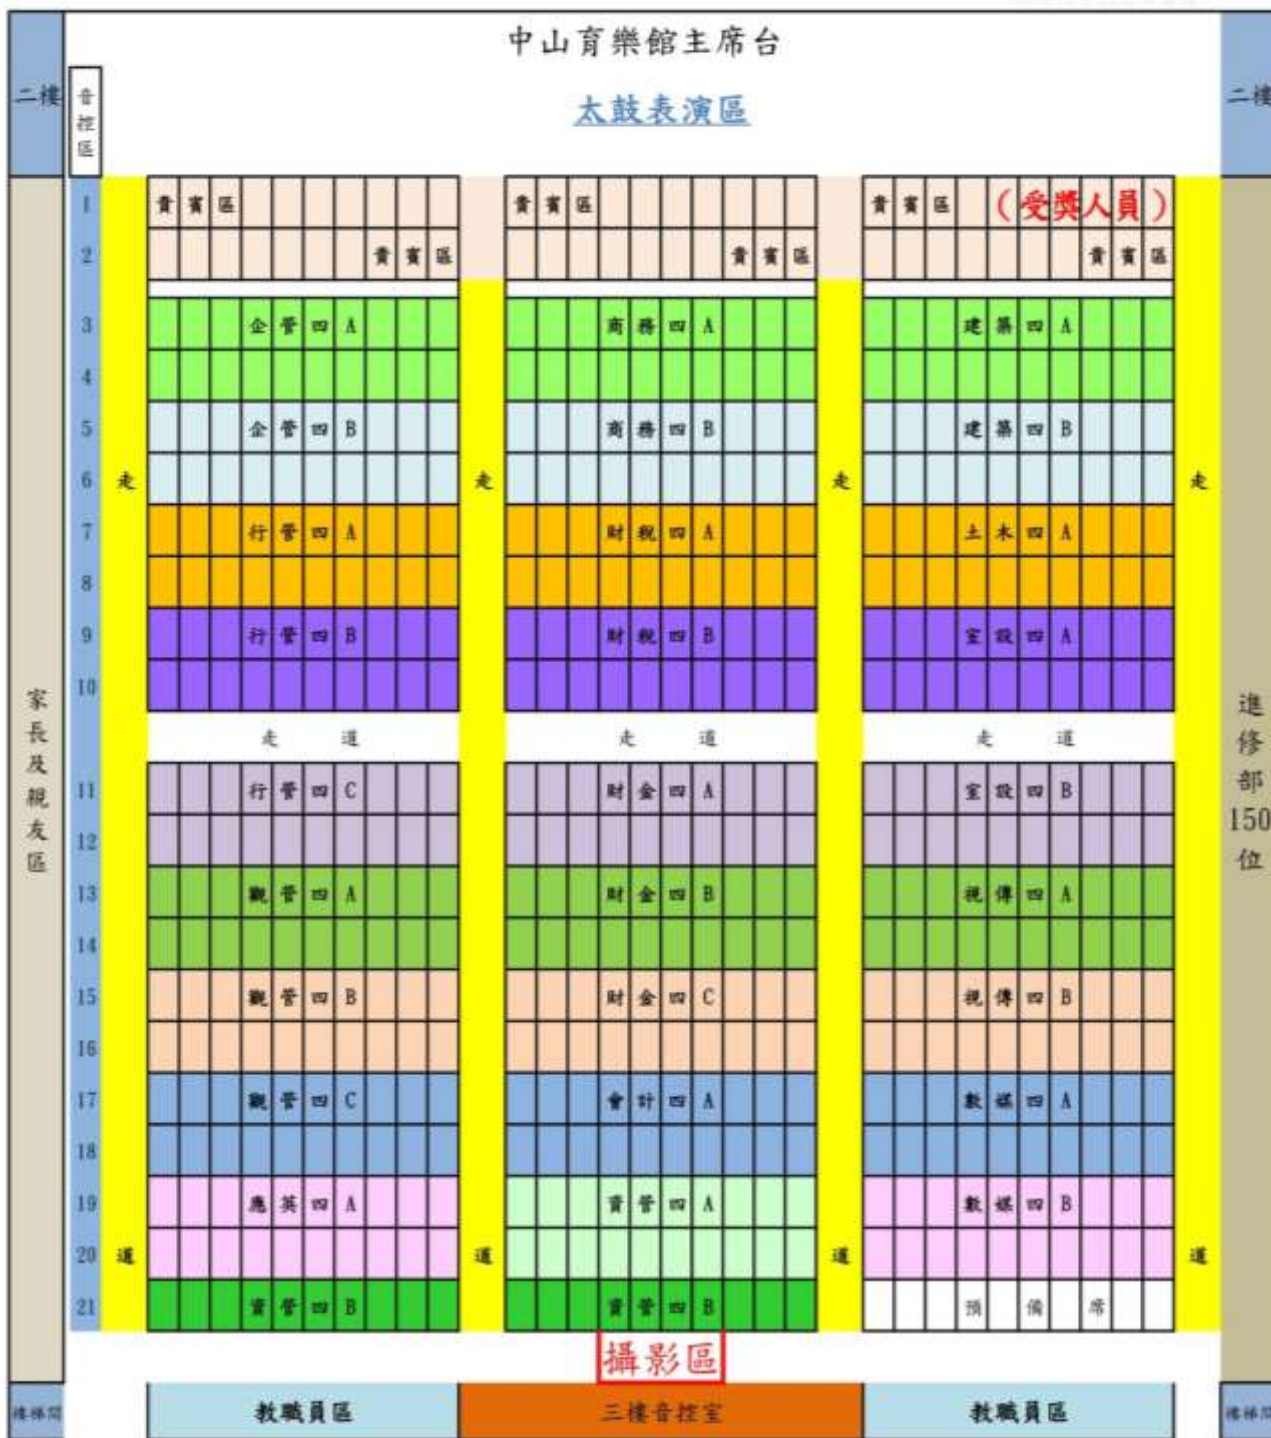 中山育樂館主席台
二樓
音控區
太鼓表演區
二樓
1 貴賓區 貴賓區 貴賓區 (受獎人員)
2 貴賓區 貴賓區 貴賓區
3 企管四A 商務四A 建築四A
4
5 企管四B 商務四B 建築四B
6 走 走 走 走
7 行管四A 財稅四A 土木四A
8
9 行管四B 財稅四B 室設四A
10
走道 走道 走道
家長及親友區
進修部150位
11 行管四C 財金四A 室設四B
12
13 觀管四A 財金四B 視傳四A
14
15 觀管四B 財金四C 視傳四B
16
17 觀管四C 會計四A 數媒四A
18
19 應英四A 資管四A 數媒四B
20 道 道 道 道
21 資管四B 資管四B 預備席
攝影區
樓梯間 教職員區 三樓音控室 教職員區 樓梯間